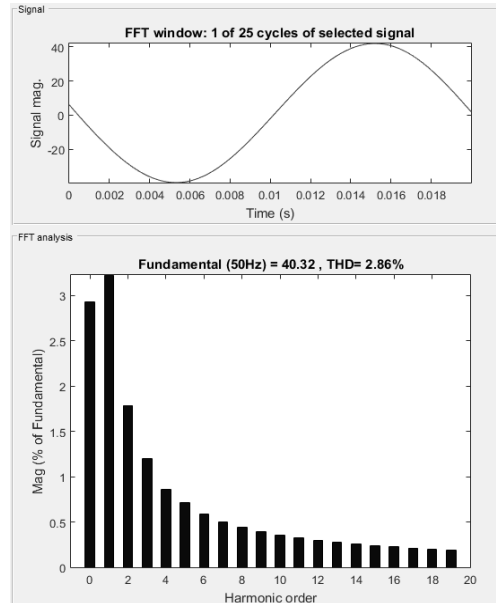 Signal
FFT window: 1 of 25 cycles of selected signal
40
20
0
-20
Signal mag.
0 0.002 0.004 0.006 0.008 0.01 0.012 0.014 0.016 0.018
Time (s)
FFT analysis
Fundamental (50Hz) = 40.32 , THD= 2.86%
3
2.5
2
1.5
1
0.5
0
Mag (% of Fundamental)
0 2 4 6 8 10 12 14 16 18 20
Harmonic order